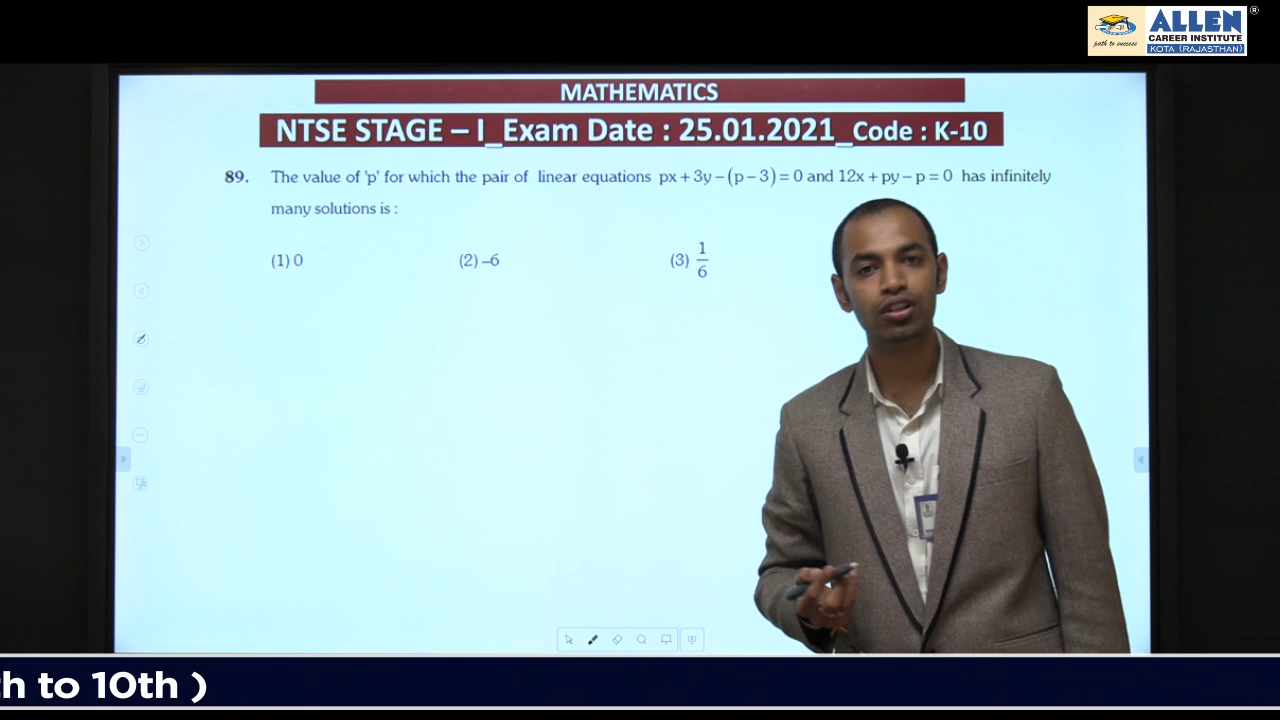 ALLEN ®
CAREER INSTITUTE
path to success
KOTA (RAJASTHAN)
MATHEMATICS
NTSE STAGE – I_Exam Date : 25.01.2021_Code : K-10
89. The value of 'p' for which the pair of linear equations px + 3y – (p – 3) = 0 and 12x + py – p = 0 has infinitely
many solutions is :
(1) 0 (2) –6 (3) 1/6
h to 10th )